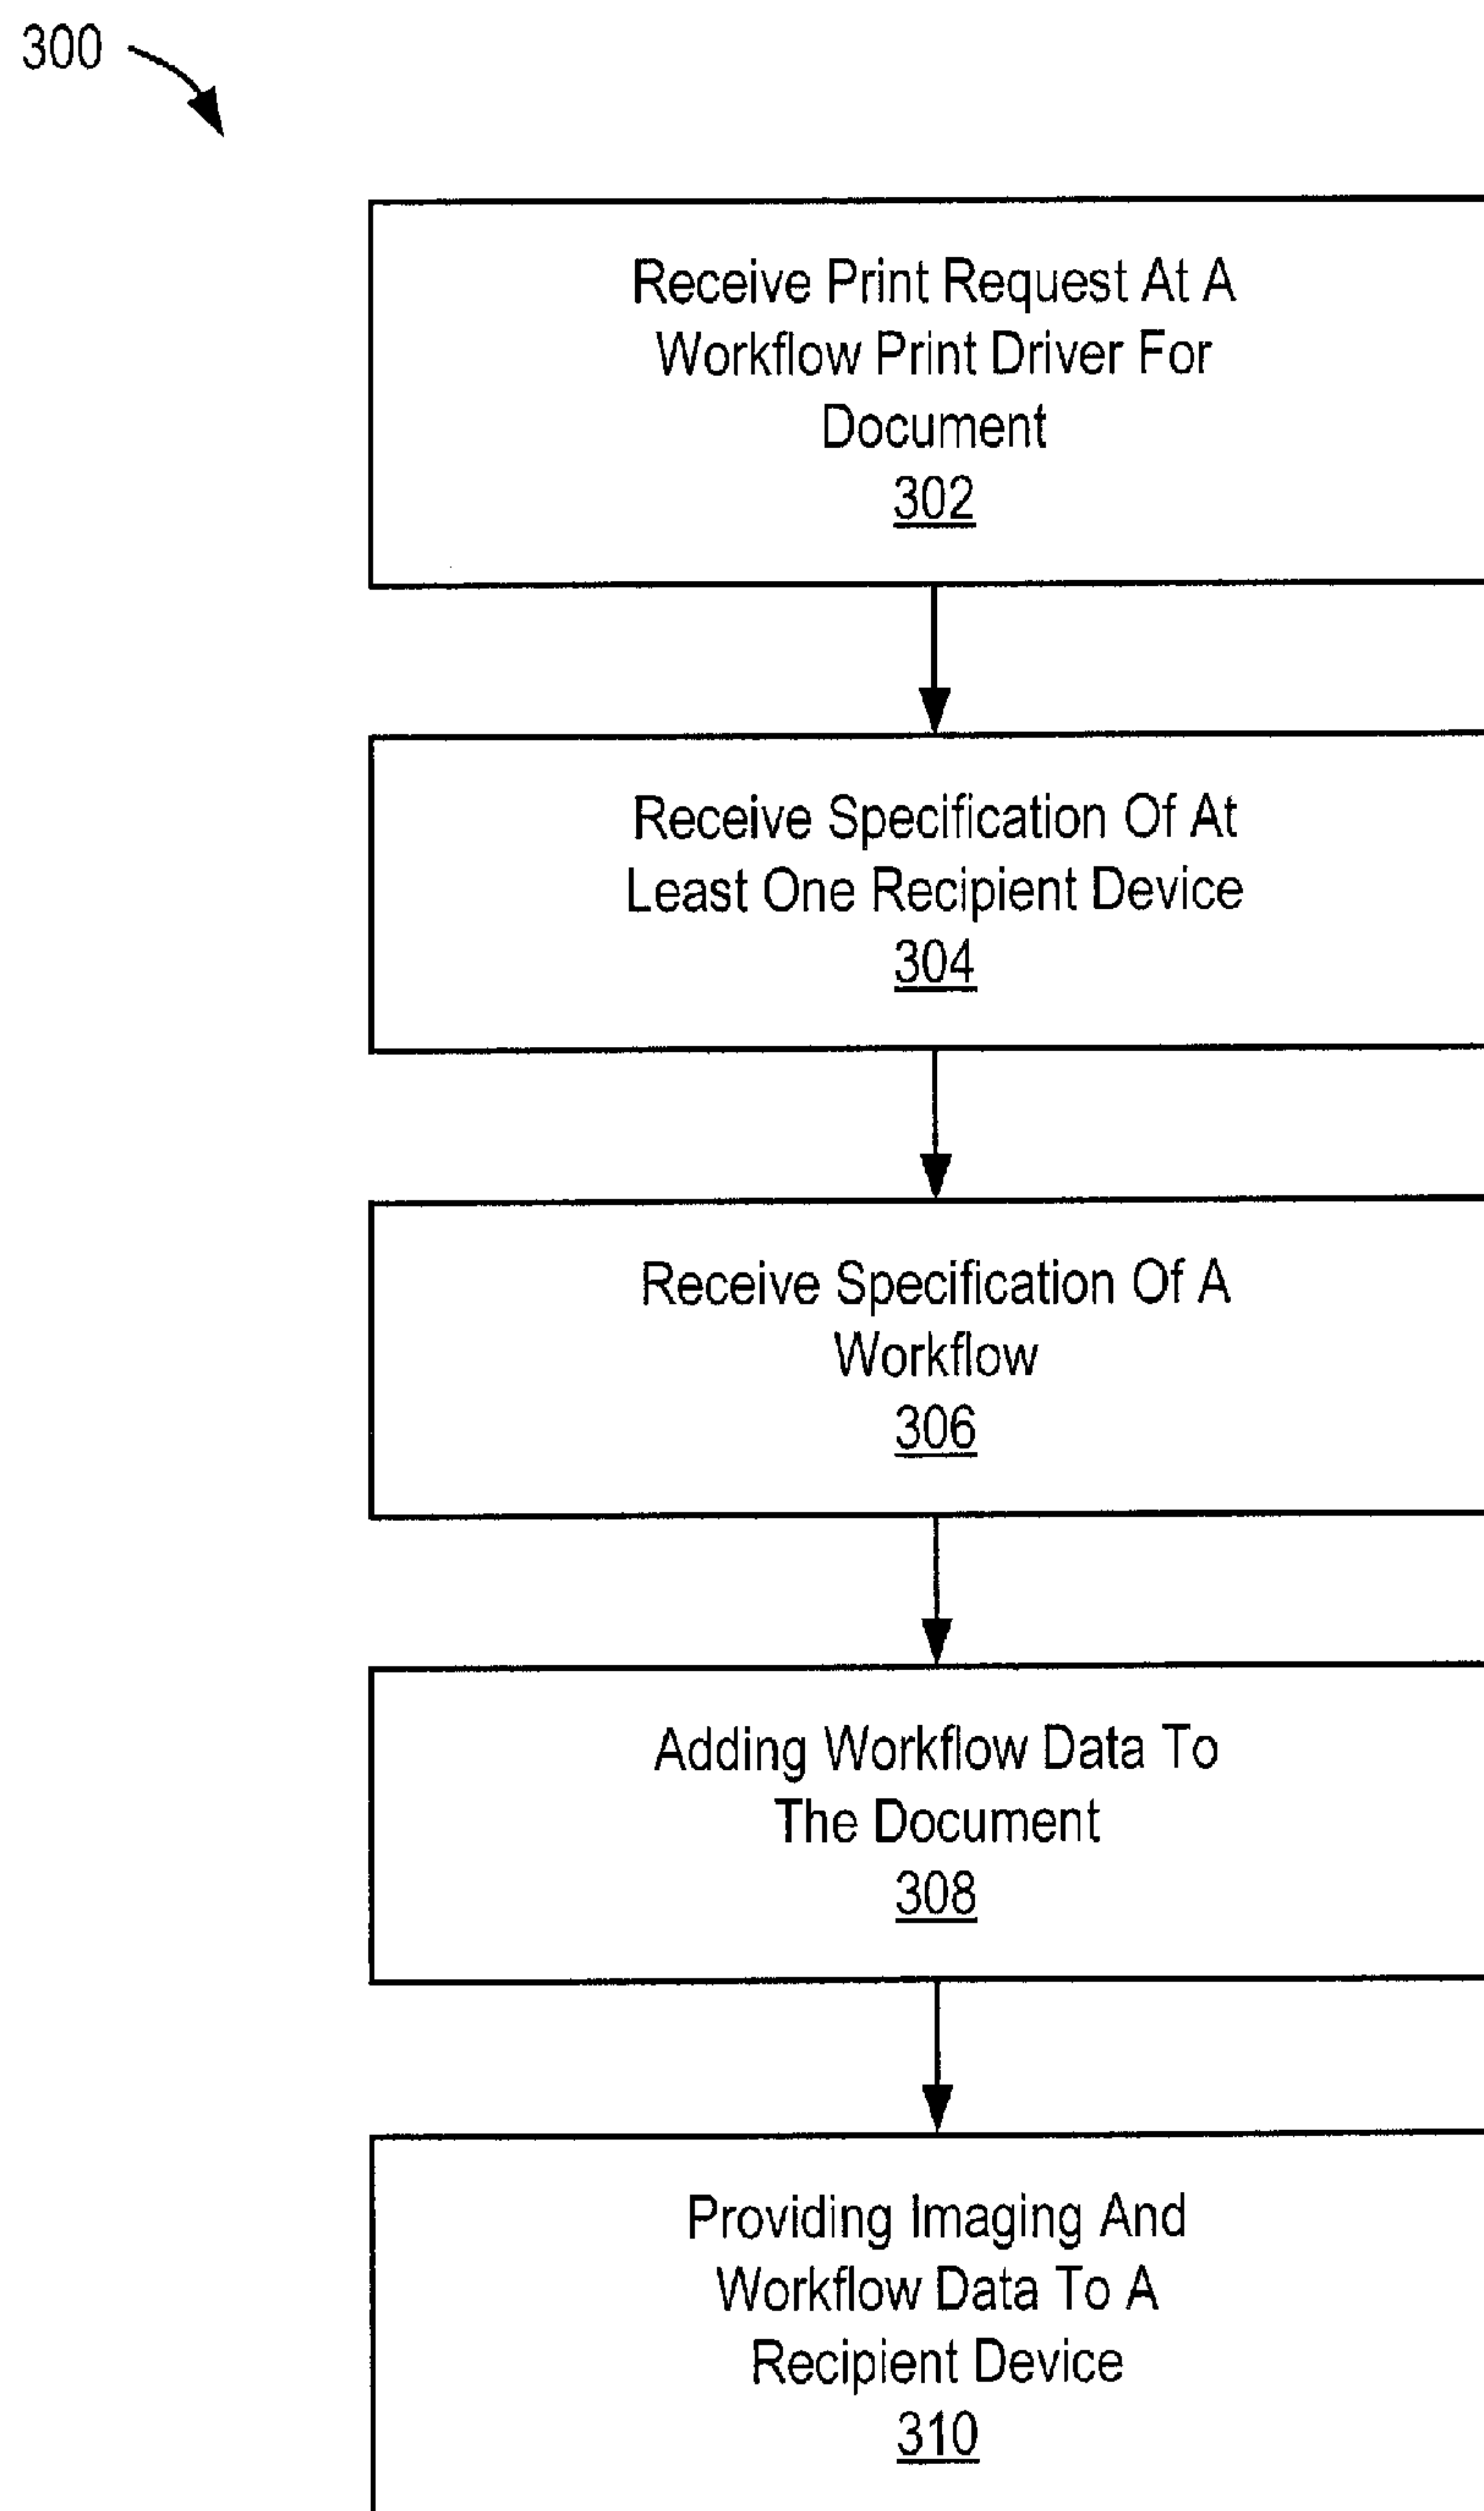 300
Receive Print Request At A
Workflow Print Driver For
Document
302
Receive Specification Of At
Least One Recipient Device
304
Receive Specification Of A
Workflow
306
Adding Workflow Data To
The Document
308
Providing Imaging And
Workflow Data To A
Recipient Device
310